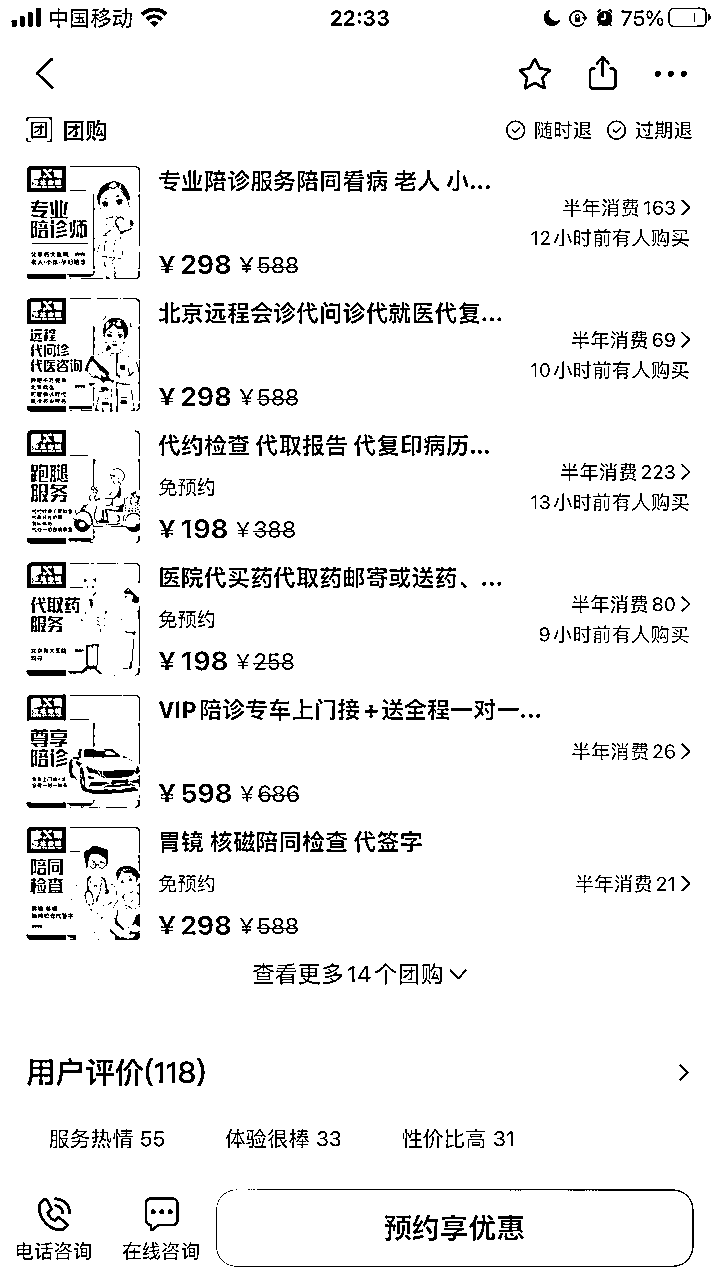 中国移动 22:33 75%
团 团购 随时退 过期退
专业陪诊服务陪同看病 老人 小...
半年消费163
12小时前有人购买
¥298 ¥588
专业
陪诊师
北京远程会诊代问诊代就医代复...
半年消费69
10小时前有人购买
¥298 ¥588
远程
代问诊
代医咨询
代约检查 代取报告 代复印病历...
半年消费223
免预约
13小时前有人购买
¥198 ¥388
跑腿
服务
医院代买药代取药邮寄或送药、...
半年消费80
免预约
9小时前有人购买
¥198 ¥258
代取药
服务
VIP陪诊专车上门接+送全程一对一...
半年消费26
¥598 ¥686
尊享
陪诊
胃镜 核磁陪同检查 代签字
免预约
半年消费21
¥298 ¥588
陪同
检查
查看更多14个团购
用户评价(118)
服务热情 55 体验很棒 33 性价比高 31
电话咨询 在线咨询 预约享优惠